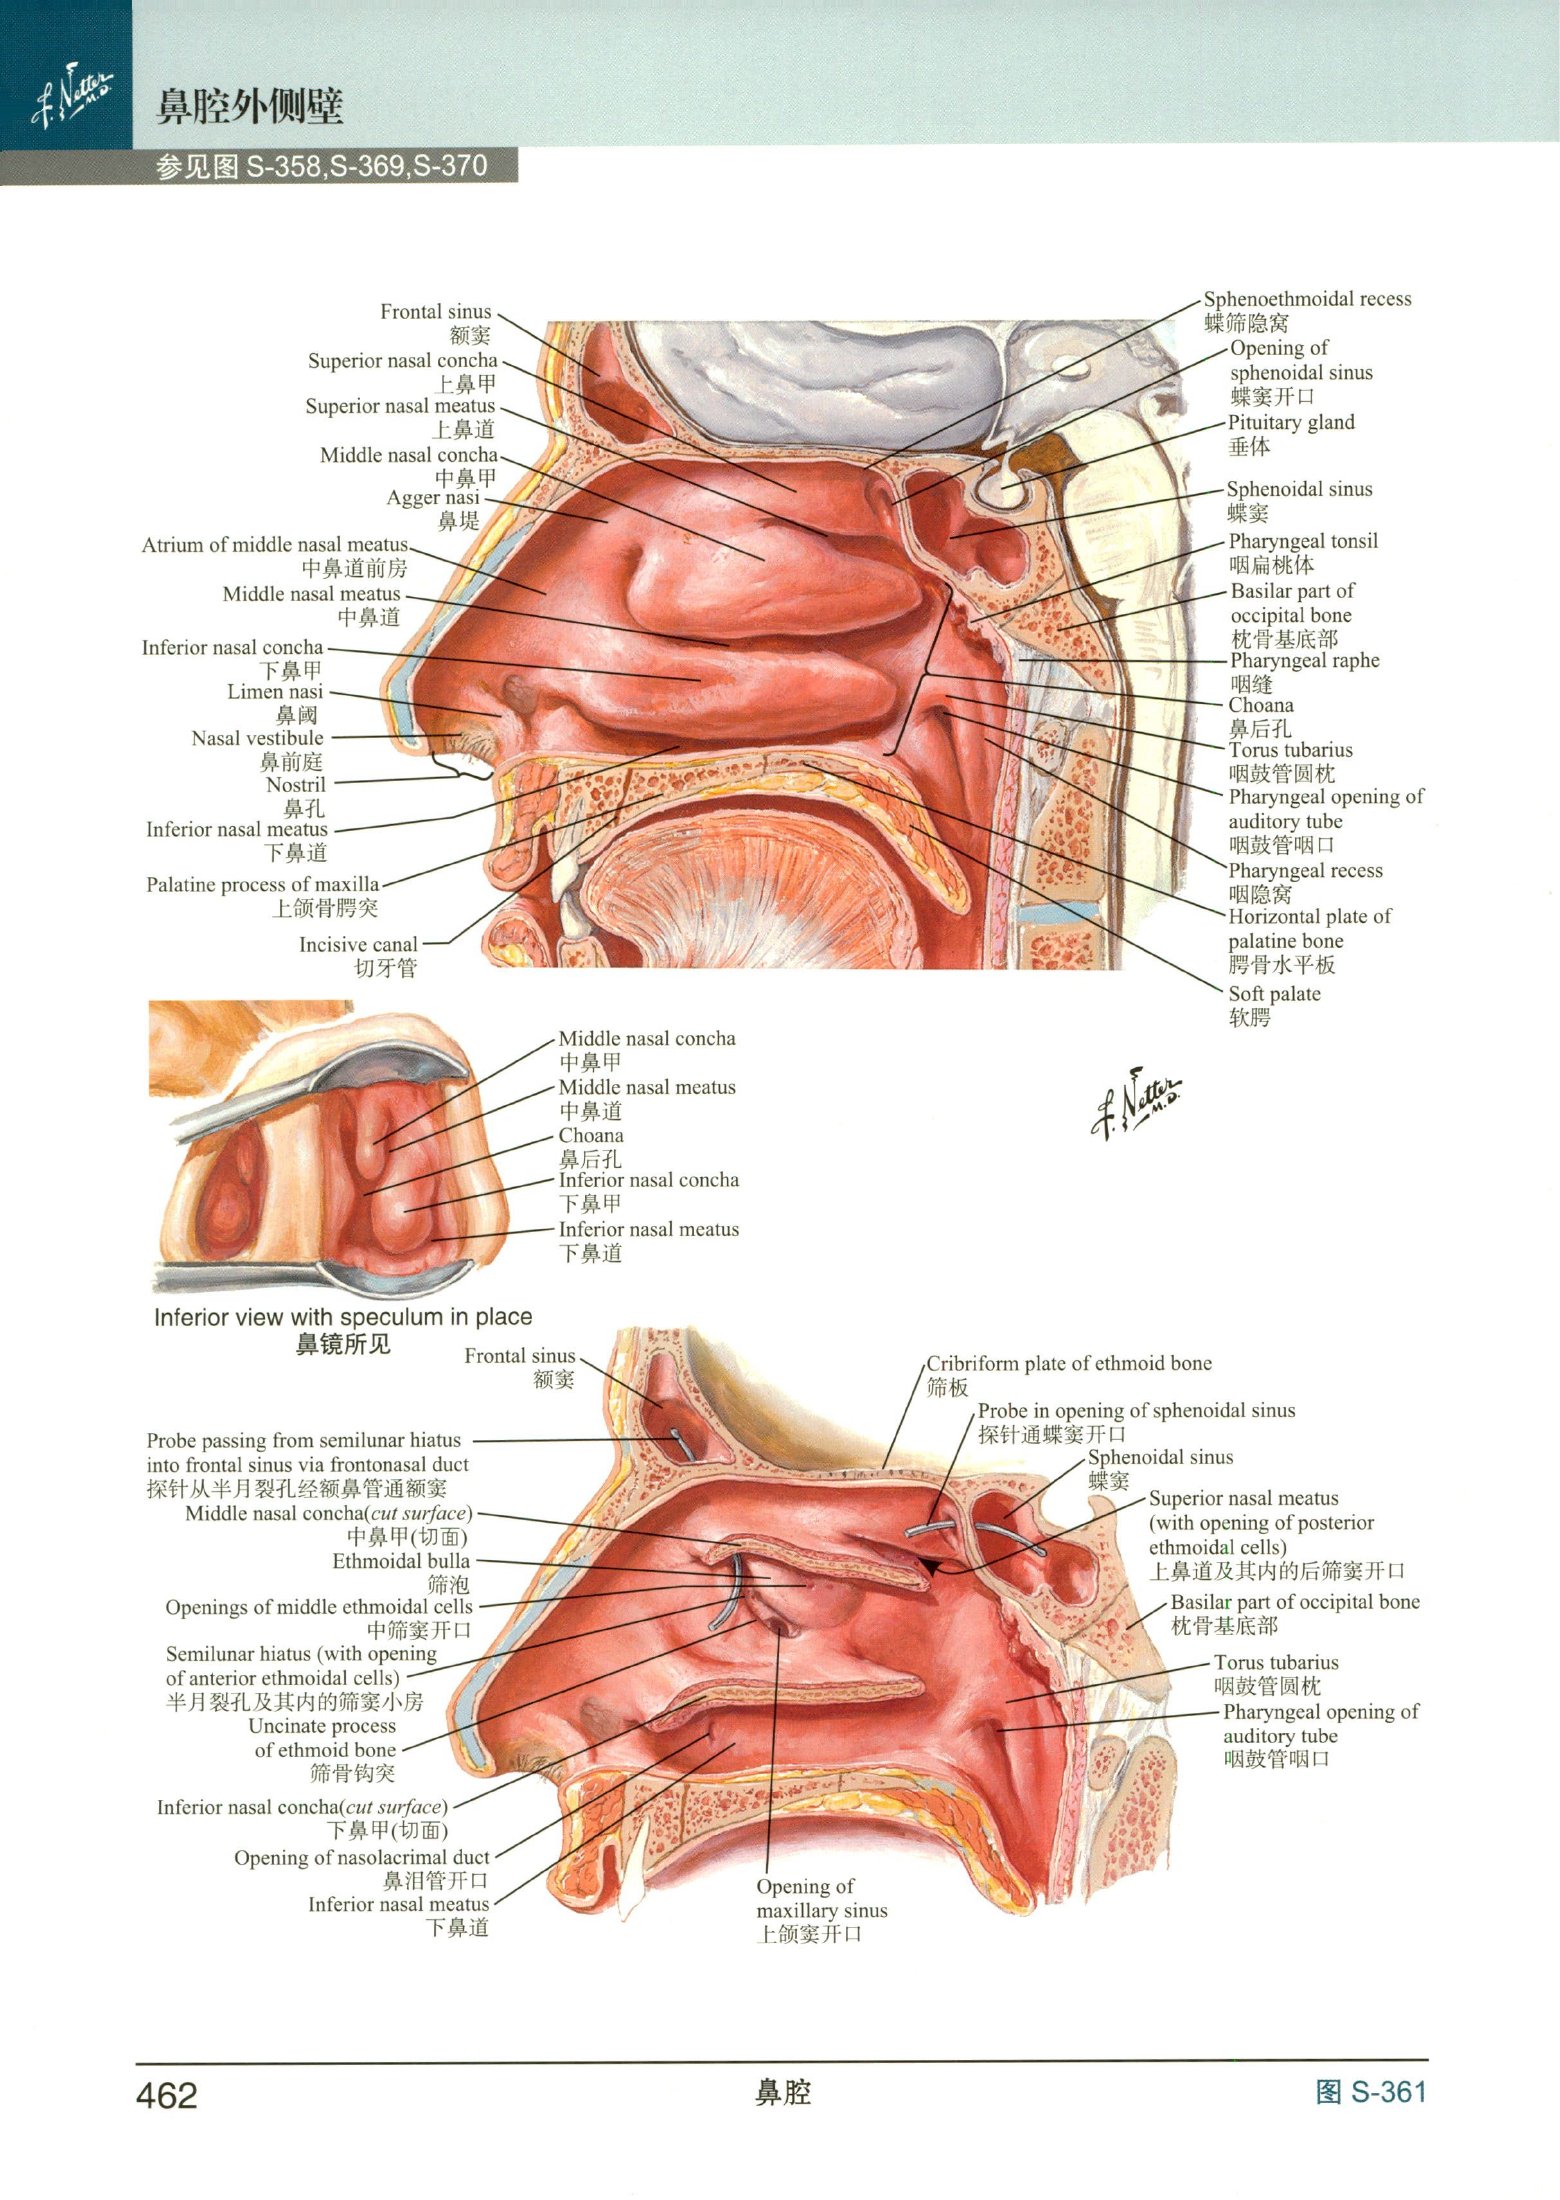 F. Netter M.D.
鼻腔外侧壁
参见图 S-358,S-369,S-370
Frontal sinus
额窦
Superior nasal concha
上鼻甲
Superior nasal meatus
上鼻道
Middle nasal concha
中鼻甲
Agger nasi
鼻堤
Atrium of middle nasal meatus
中鼻道前房
Middle nasal meatus
中鼻道
Inferior nasal concha
下鼻甲
Limen nasi
鼻阈
Nasal vestibule
鼻前庭
Nostril
鼻孔
Inferior nasal meatus
下鼻道
Palatine process of maxilla
上颌骨腭突
Incisive canal
切牙管
Sphenoethmoidal recess
蝶筛隐窝
Opening of
sphenoidal sinus
蝶窦开口
Pituitary gland
垂体
Sphenoidal sinus
蝶窦
Pharyngeal tonsil
咽扁桃体
Basilar part of
occipital bone
枕骨基底部
Pharyngeal raphe
咽缝
Choana
鼻后孔
Torus tubarius
咽鼓管圆枕
Pharyngeal opening of
auditory tube
咽鼓管咽口
Pharyngeal recess
咽隐窝
Horizontal plate of
palatine bone
腭骨水平板
Soft palate
软腭
F. Netter M.D.
Middle nasal concha
中鼻甲
Middle nasal meatus
中鼻道
Choana
鼻后孔
Inferior nasal concha
下鼻甲
Inferior nasal meatus
下鼻道
Inferior view with speculum in place
鼻镜所见
Frontal sinus
额窦
Probe passing from semilunar hiatus
into frontal sinus via frontonasal duct
探针从半月裂孔经额鼻管通额窦
Middle nasal concha(cut surface)
中鼻甲(切面)
Ethmoidal bulla
筛泡
Openings of middle ethmoidal cells
中筛窦开口
Semilunar hiatus (with opening
of anterior ethmoidal cells)
半月裂孔及其内的筛窦小房
Uncinate process
of ethmoid bone
筛骨钩突
Inferior nasal concha(cut surface)
下鼻甲(切面)
Opening of nasolacrimal duct
鼻泪管开口
Inferior nasal meatus
下鼻道
Cribriform plate of ethmoid bone
筛板
Probe in opening of sphenoidal sinus
探针通蝶窦开口
Sphenoidal sinus
蝶窦
Superior nasal meatus
(with opening of posterior
ethmoidal cells)
上鼻道及其内的后筛窦开口
Basilar part of occipital bone
枕骨基底部
Torus tubarius
咽鼓管圆枕
Pharyngeal opening of
auditory tube
咽鼓管咽口
Opening of
maxillary sinus
上颌窦开口
462
鼻腔
图 S-361